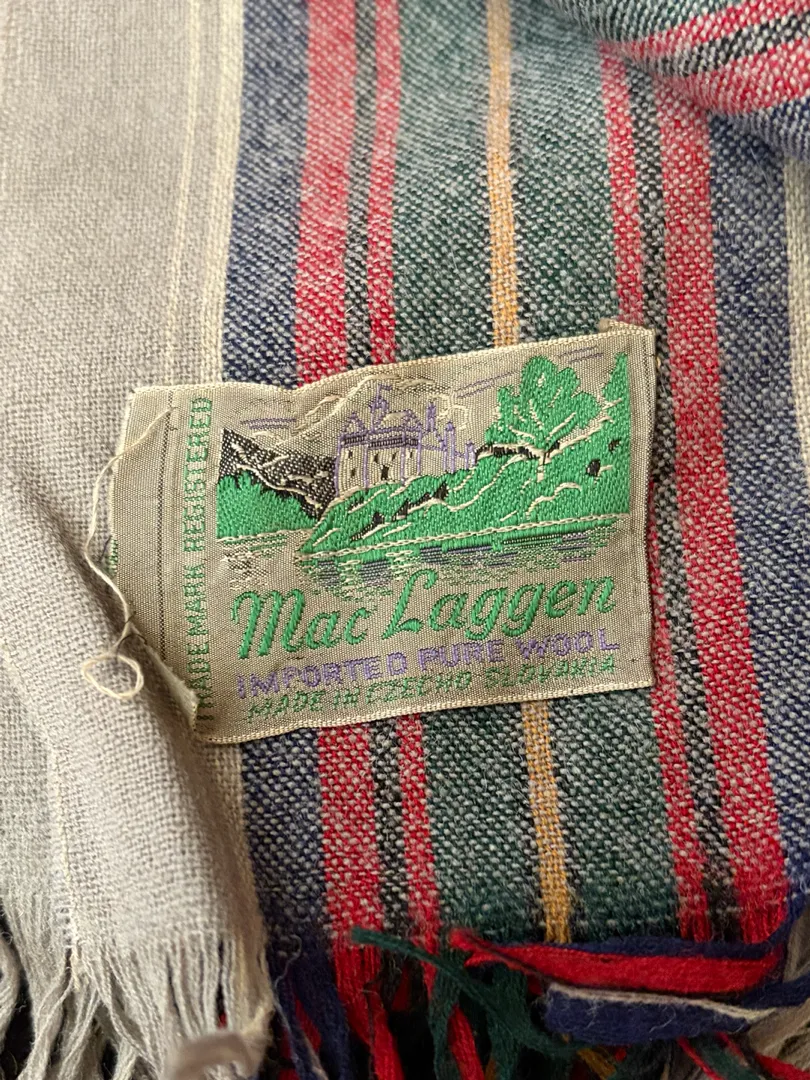 TRADE MARK REGISTERED
Mac Laggen
IMPORTED PURE WOOL
MADE IN CZECHO SLOVAKIA